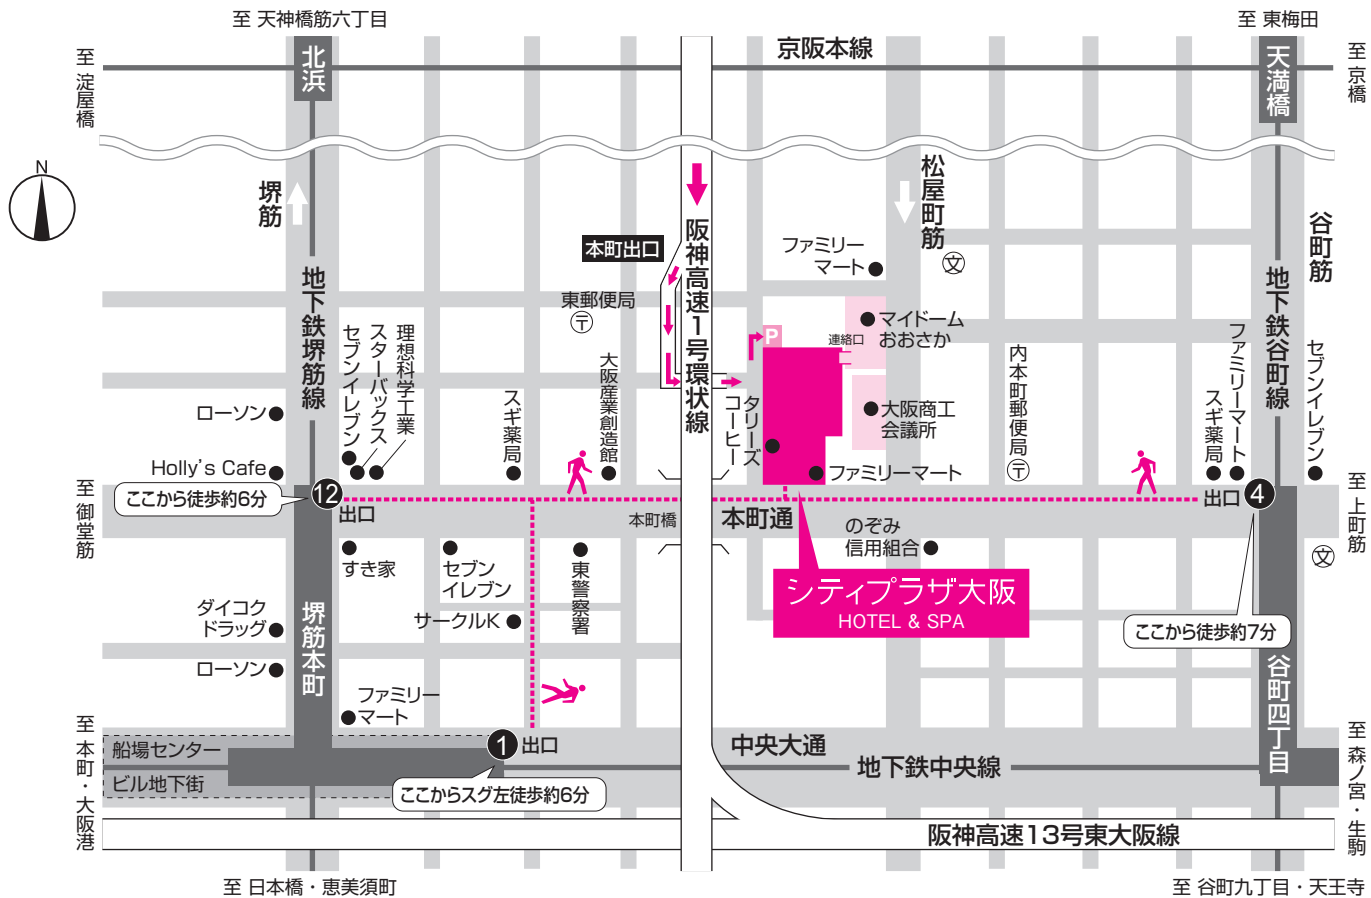 至 天神橋筋六丁目
至 東梅田
至 淀屋橋
北浜
京阪本線
天満橋
至 京橋
N
堺筋
松屋町筋
谷町筋
文
本町出口
阪神高速1号環状線
ファミリー
マート
東郵便局
〒
地下鉄堺筋線
地下鉄谷町線
P
連絡口
マイドーム
おおさか
セブンイレブン
スターバックス
理想科学工業
スギ薬局
大阪産業創造館
タリーズ
コーヒー
大阪商工
会議所
内本町郵便局
〒
スギ薬局
ファミリーマート
セブンイレブン
ローソン
Holly's Cafe
ファミリーマート
至 御堂筋
ここから徒歩約6分
12
出口
本町橋
本町通
出口
4
至 上町筋
のぞみ
信用組合
すき家
セブン
イレブン
東警察署
文
サークルK
シティプラザ大阪
HOTEL & SPA
ここから徒歩約7分
ダイコク
ドラッグ
ローソン
堺筋本町
谷町四丁目
ファミリー
マート
至 本町・大阪港
船場センター
ビル地下街
1
出口
ここからスグ左徒歩約6分
中央大通
地下鉄中央線
至 森ノ宮・生駒
阪神高速13号東大阪線
至 日本橋・恵美須町
至 谷町九丁目・天王寺